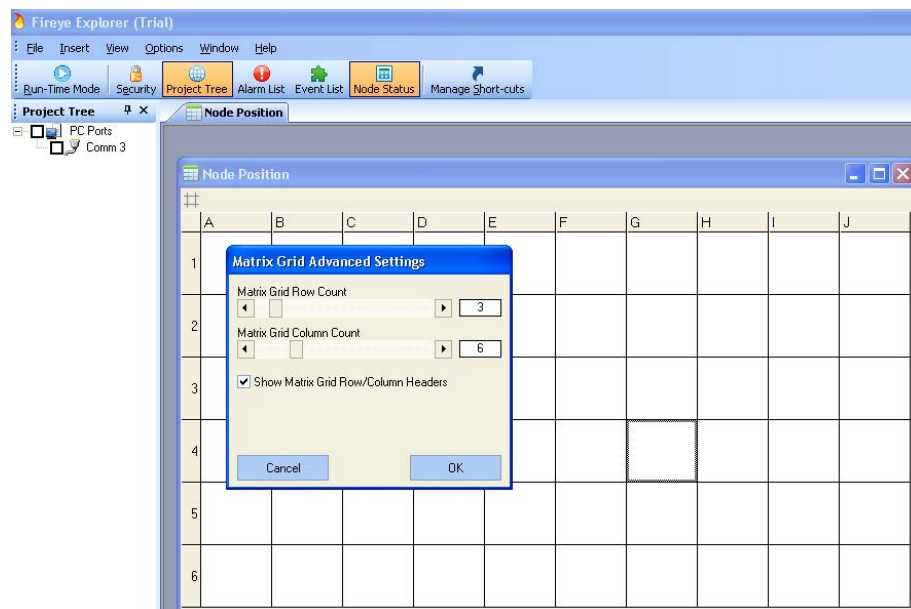 Fireye Explorer (Trial)
File Insert View Options Window Help
Run-Time Mode Security Project Tree Alarm List Event List Node Status Manage Short-cuts
Project Tree
Node Position
PC Ports
Comm 3
Node Position
A B C D E F G H I J
1
2
3
4
5
6
Matrix Grid Advanced Settings
Matrix Grid Row Count
3
Matrix Grid Column Count
6
Show Matrix Grid Row/Column Headers
Cancel OK